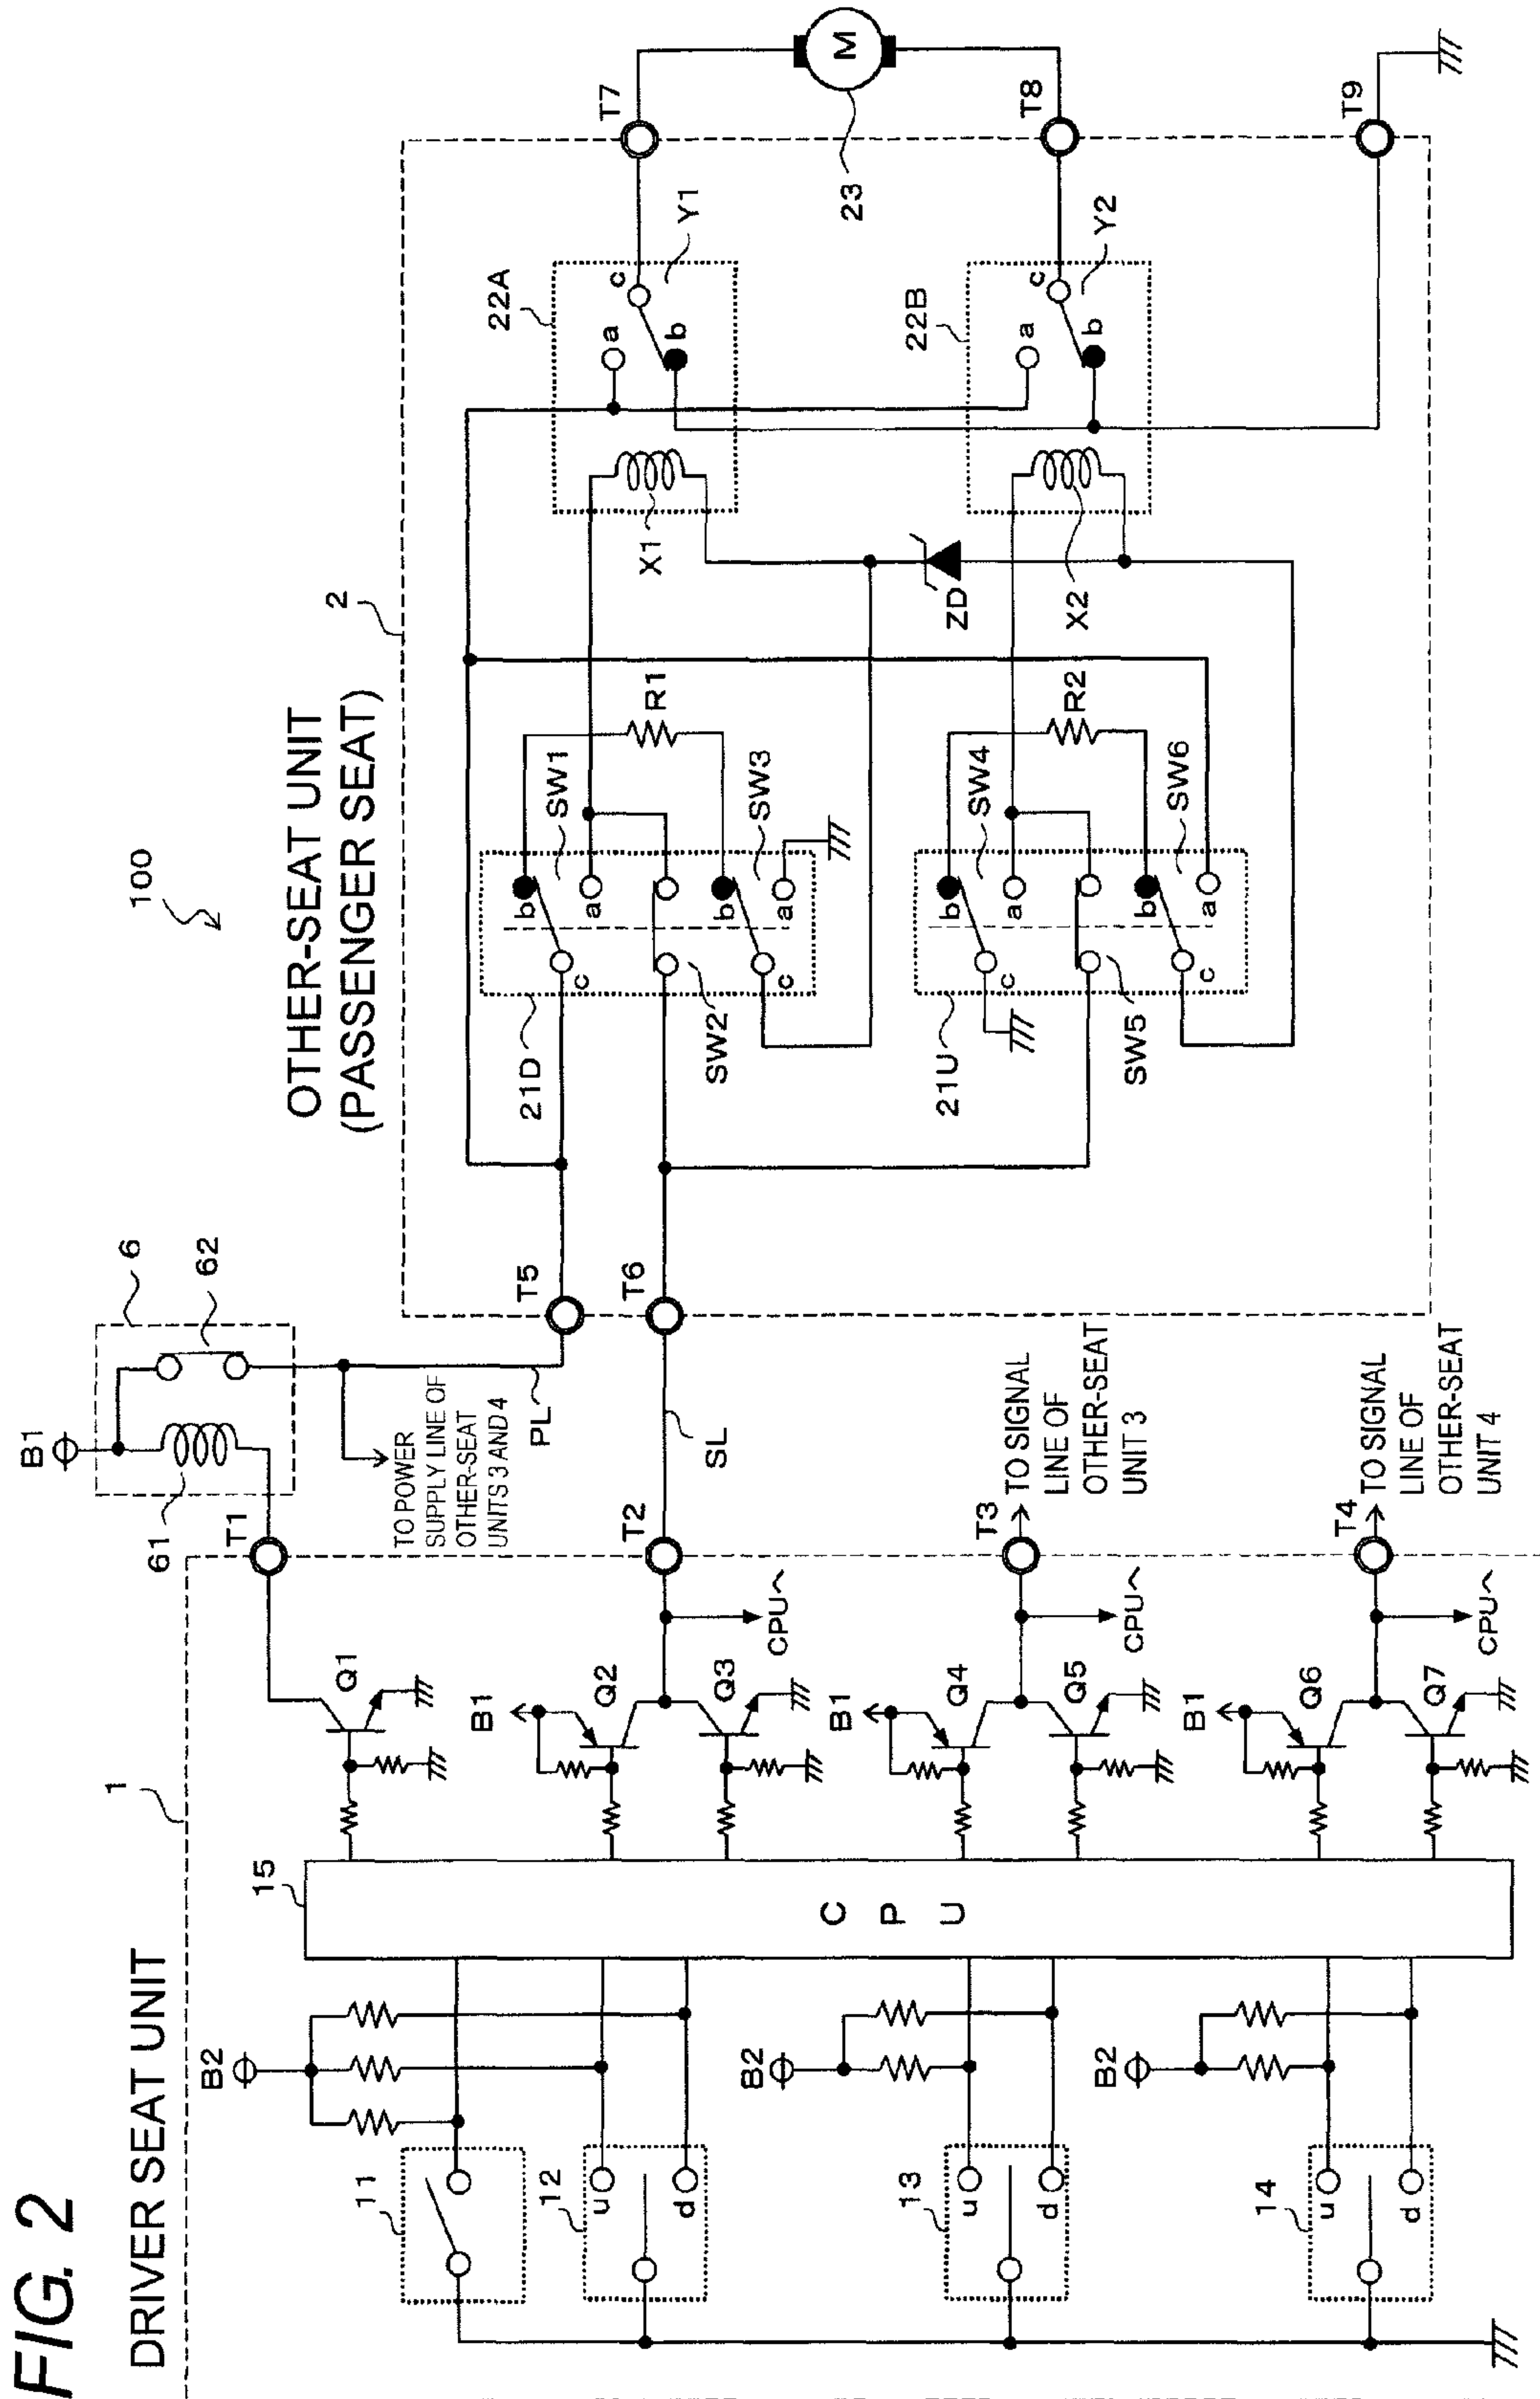 FIG. 2
100
DRIVER SEAT UNIT
1
OTHER-SEAT UNIT
(PASSENGER SEAT)
2
B1
6
61
62
T1
TO POWER
SUPPLY LINE OF
OTHER-SEAT
UNITS 3 AND 4
PL
SL
B2
11
12
u
d
B2
13
u
d
B2
14
u
d
15
CPU
Q1
B1
Q2
Q3
CPU
T2
B1
Q4
Q5
CPU
T3
TO SIGNAL
LINE OF
OTHER-SEAT
UNIT 3
B1
Q6
Q7
CPU
T4
TO SIGNAL
LINE OF
OTHER-SEAT
UNIT 4
T5
T6
21D
b
c
a
SW1
SW2
b
c
a
SW3
R1
21U
b
c
a
SW4
SW5
b
c
a
SW6
R2
X1
ZD
X2
22A
a
b
c
Y1
22B
a
b
c
Y2
T7
T8
T9
M
23